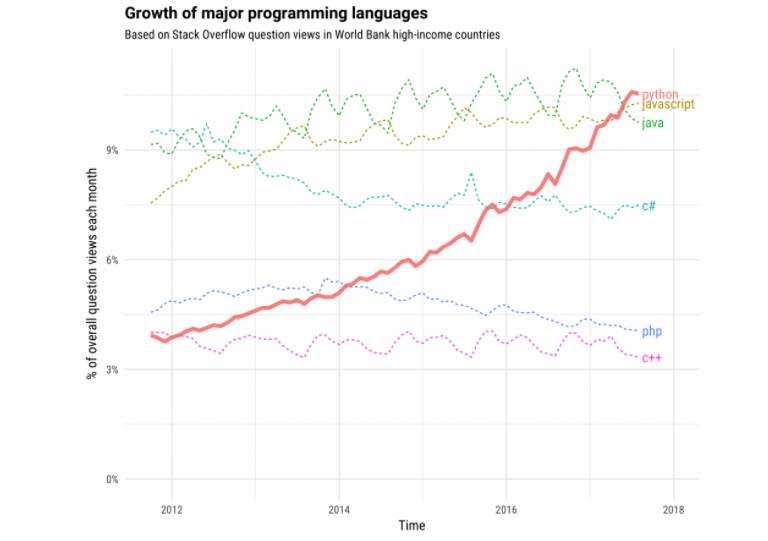 Growth of major programming languages
Based on Stack Overflow question views in World Bank high-income countries
% of overall question views each month
9%
6%
3%
0%
python
javascript
java
c#
php
c++
2012
2014
2016
2018
Time